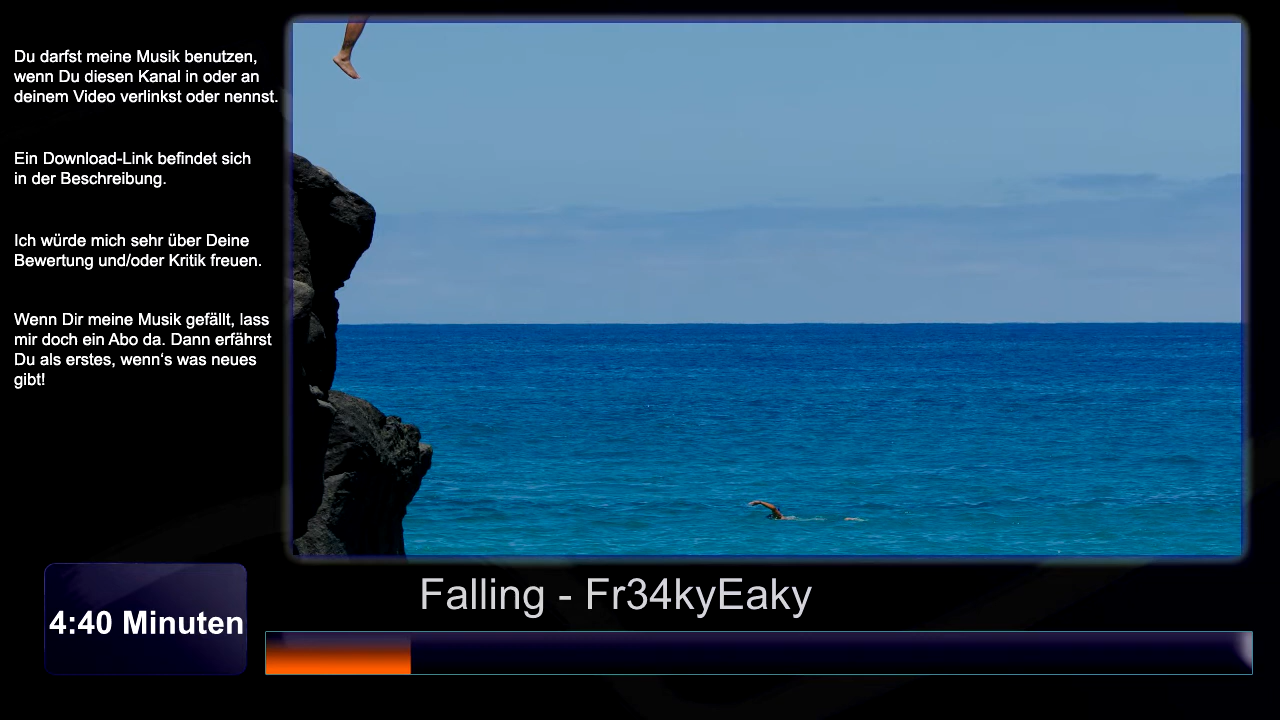 Du darfst meine Musik benutzen,
wenn Du diesen Kanal in oder an
deinem Video verlinkst oder nennst.
Ein Download-Link befindet sich
in der Beschreibung.
Ich würde mich sehr über Deine
Bewertung und/oder Kritik freuen.
Wenn Dir meine Musik gefällt, lass
mir doch ein Abo da. Dann erfährst
Du als erstes, wenn‘s was neues
gibt!
Falling - Fr34kyEaky
4:40 Minuten